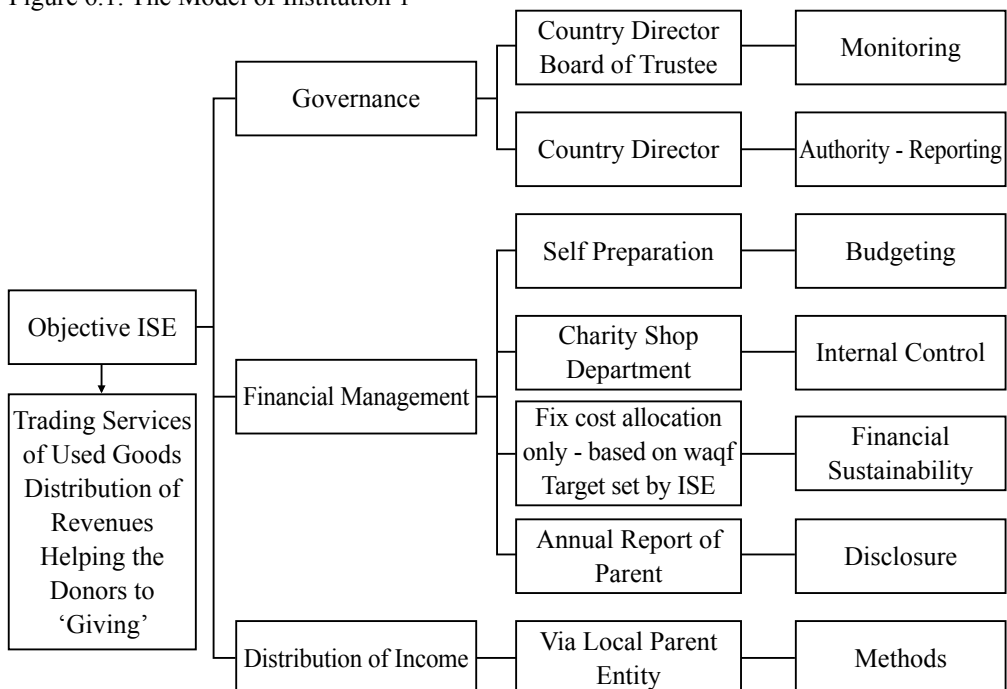 Figure 6.1: The Model of Institution 1
Country Director
Board of Trustee
Monitoring
Governance
Country Director
Authority - Reporting
Self Preparation
Budgeting
Objective ISE
Charity Shop
Department
Internal Control
Financial Management
Trading Services
of Used Goods
Distribution of
Revenues
Helping the
Donors to
‘Giving’
Fix cost allocation
only - based on waqf
Target set by ISE
Financial
Sustainability
Annual Report of
Parent
Disclosure
Distribution of Income
Via Local Parent
Entity
Methods